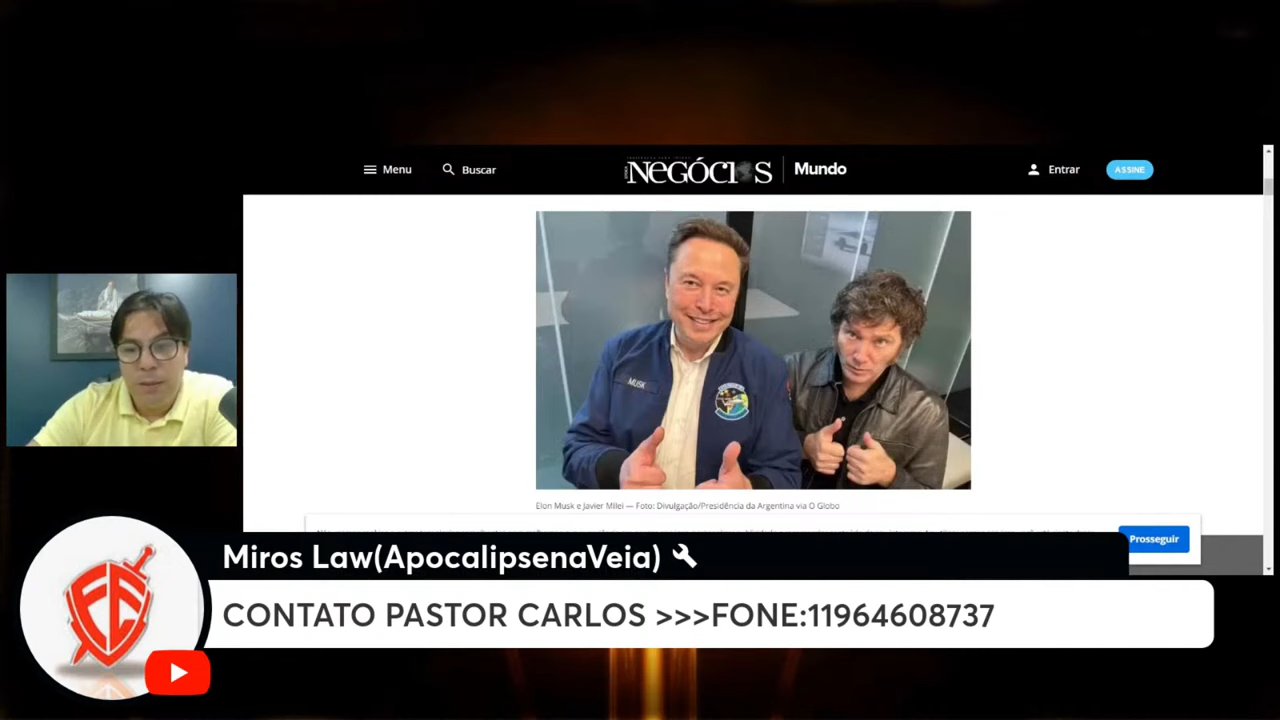 Menu
Buscar
NEGÓCIOS
Mundo
Entrar
ASSINE
MUSK
Elon Musk e Javier Milei — Foto: Divulgação/Presidência da Argentina via O Globo
Prosseguir
Miros Law(ApocalipsenaVeia)
CONTATO PASTOR CARLOS >>>FONE:11964608737